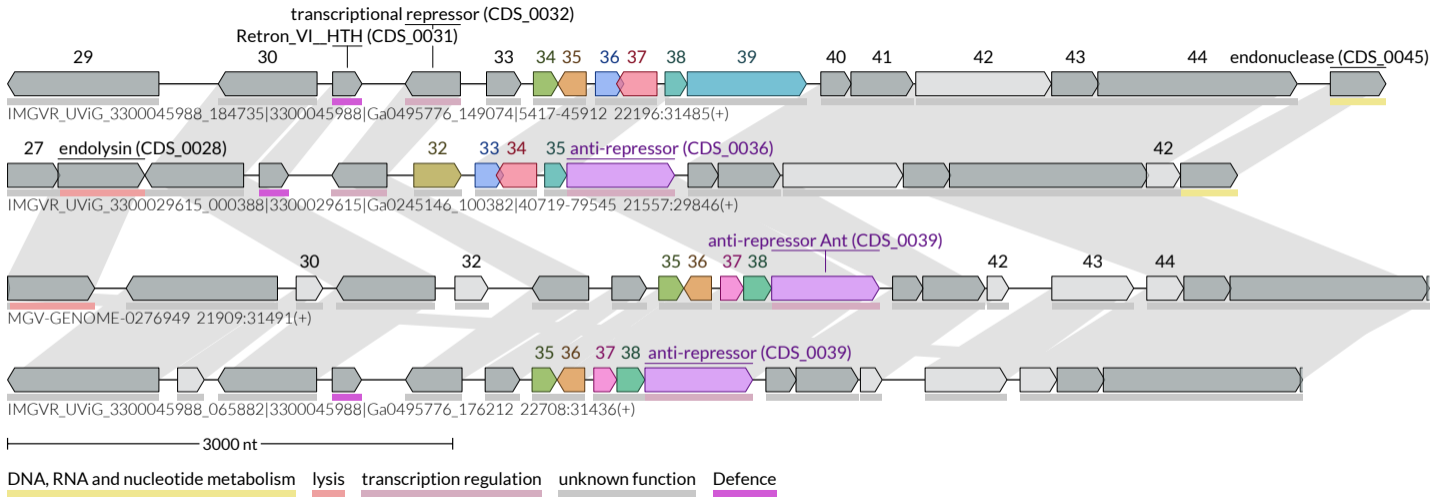 transcriptional repressor (CDS_0032)
Retron_VI__HTH (CDS_0031)
29 30 33 34 35 36 37 38 39 40 41 42 43 44 endonuclease (CDS_0045)
IMGVR_UViG_3300045988_184735|3300045988|Ga0495776_149074|5417-45912 22196:31485(+)
27 endolysin (CDS_0028) 32 33 34 35 anti-repressor (CDS_0036) 42
IMGVR_UViG_3300029615_000388|3300029615|Ga0245146_100382|40719-79545 21557:29846(+)
anti-repressor Ant (CDS_0039)
30 32 35 36 37 38 42 43 44
MGV-GENOME-0276949 21909:31491(+)
35 36 37 38 anti-repressor (CDS_0039)
IMGVR_UViG_3300045988_065882|3300045988|Ga0495776_176212 22708:31436(+)
3000 nt
DNA, RNA and nucleotide metabolism lysis transcription regulation unknown function Defence